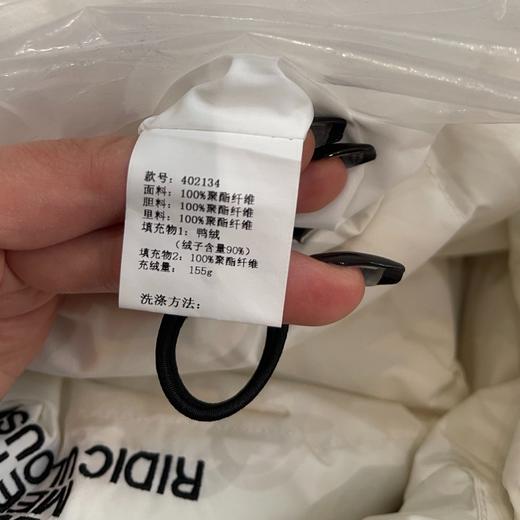 款号：402134
面料：100%聚酯纤维
胆料：100%聚酯纤维
里料：100%聚酯纤维
填充物1：鸭绒
（绒子含量90%）
填充物2：100%聚酯纤维
充绒量：155g
洗涤方法：
RIDIC